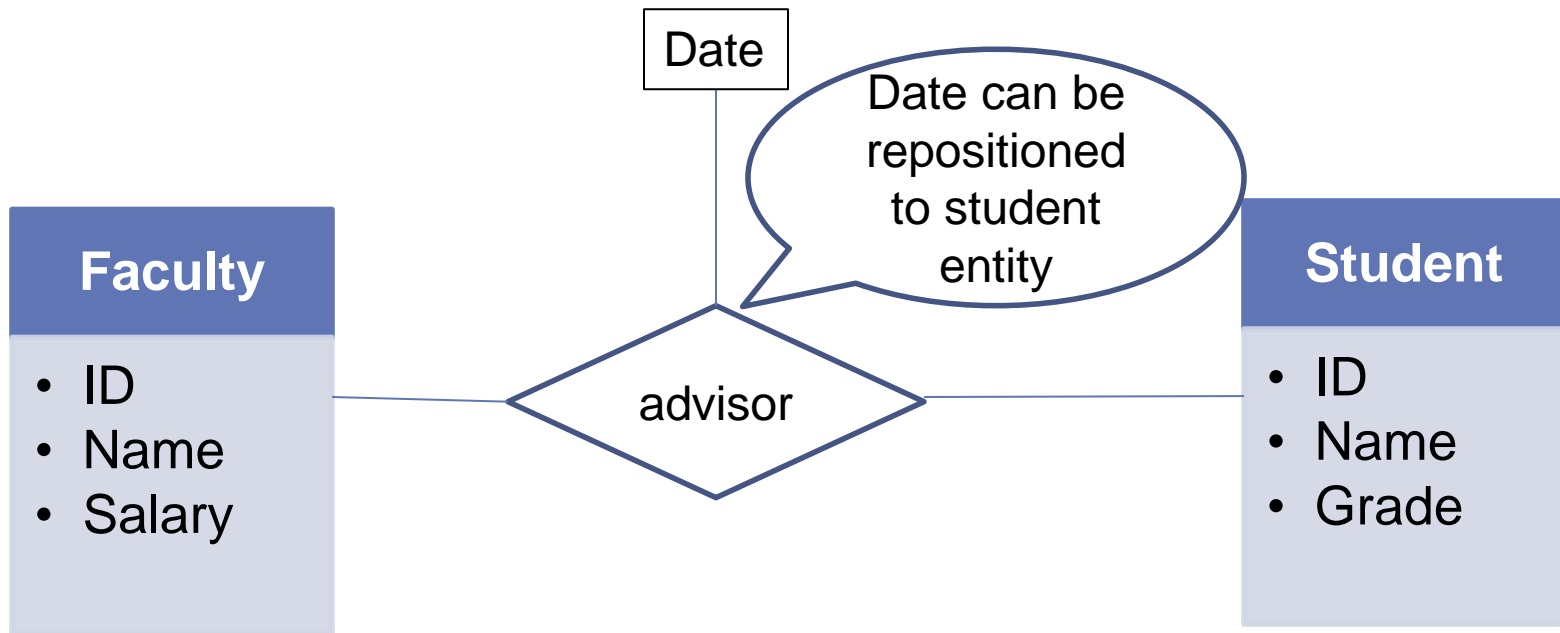 Date
Date can be
repositioned
to student
entity
Faculty
• ID
• Name
• Salary
advisor
Student
• ID
• Name
• Grade